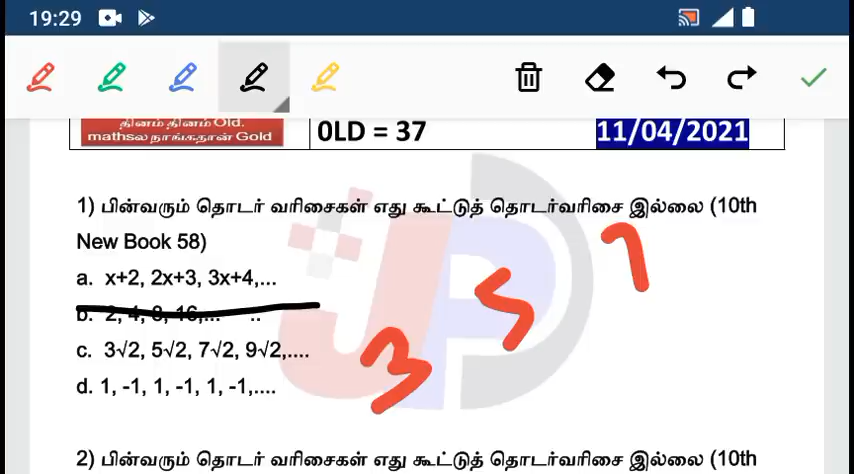 19:29
தினம் தினம் Old.
mathsல நாங்கதான் Gold
0LD = 37
11/04/2021
1) பின்வரும் தொடர் வரிசைகள் எது கூட்டுத் தொடர்வரிசை இல்லை (10th
New Book 58)
a. x+2, 2x+3, 3x+4,...
b. 2, 4, 8, 16,... ..
c. 3√2, 5√2, 7√2, 9√2,....
d. 1, -1, 1, -1, 1, -1,....
3 5 7
2) பின்வரும் தொடர் வரிசைகள் எது கூட்டுத் தொடர்வரிசை இல்லை (10th